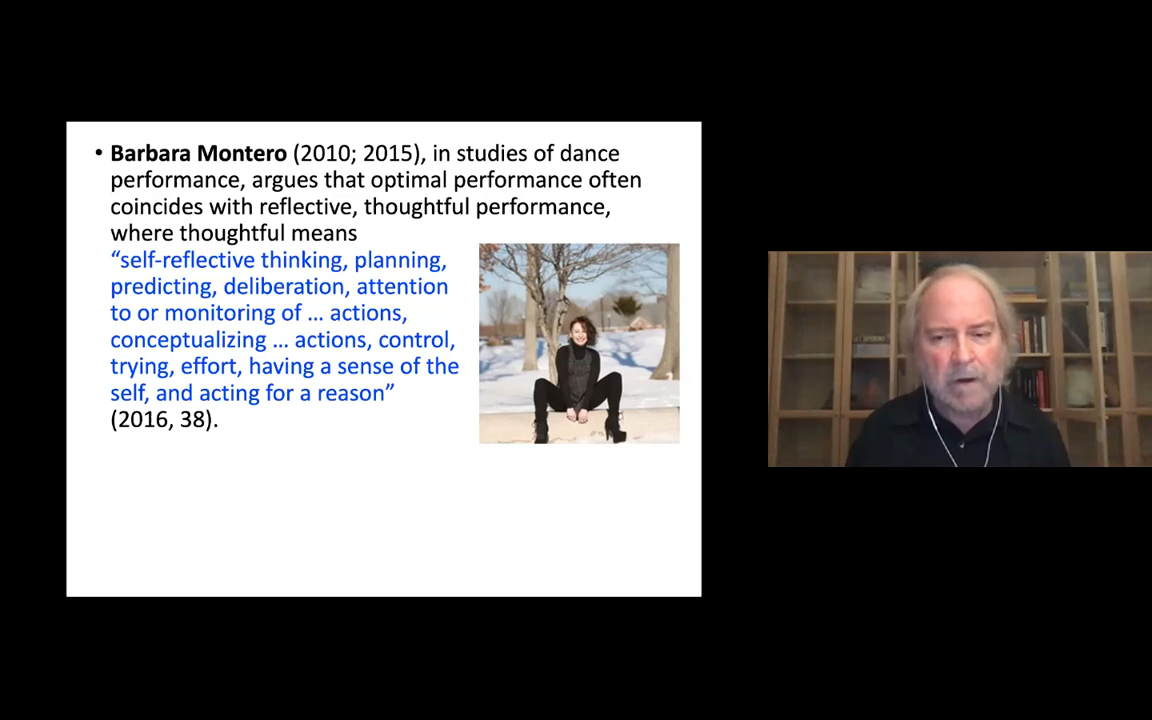 • Barbara Montero (2010; 2015), in studies of dance
performance, argues that optimal performance often
coincides with reflective, thoughtful performance,
where thoughtful means
“self-reflective thinking, planning,
predicting, deliberation, attention
to or monitoring of ... actions,
conceptualizing ... actions, control,
trying, effort, having a sense of the
self, and acting for a reason”
(2016, 38).